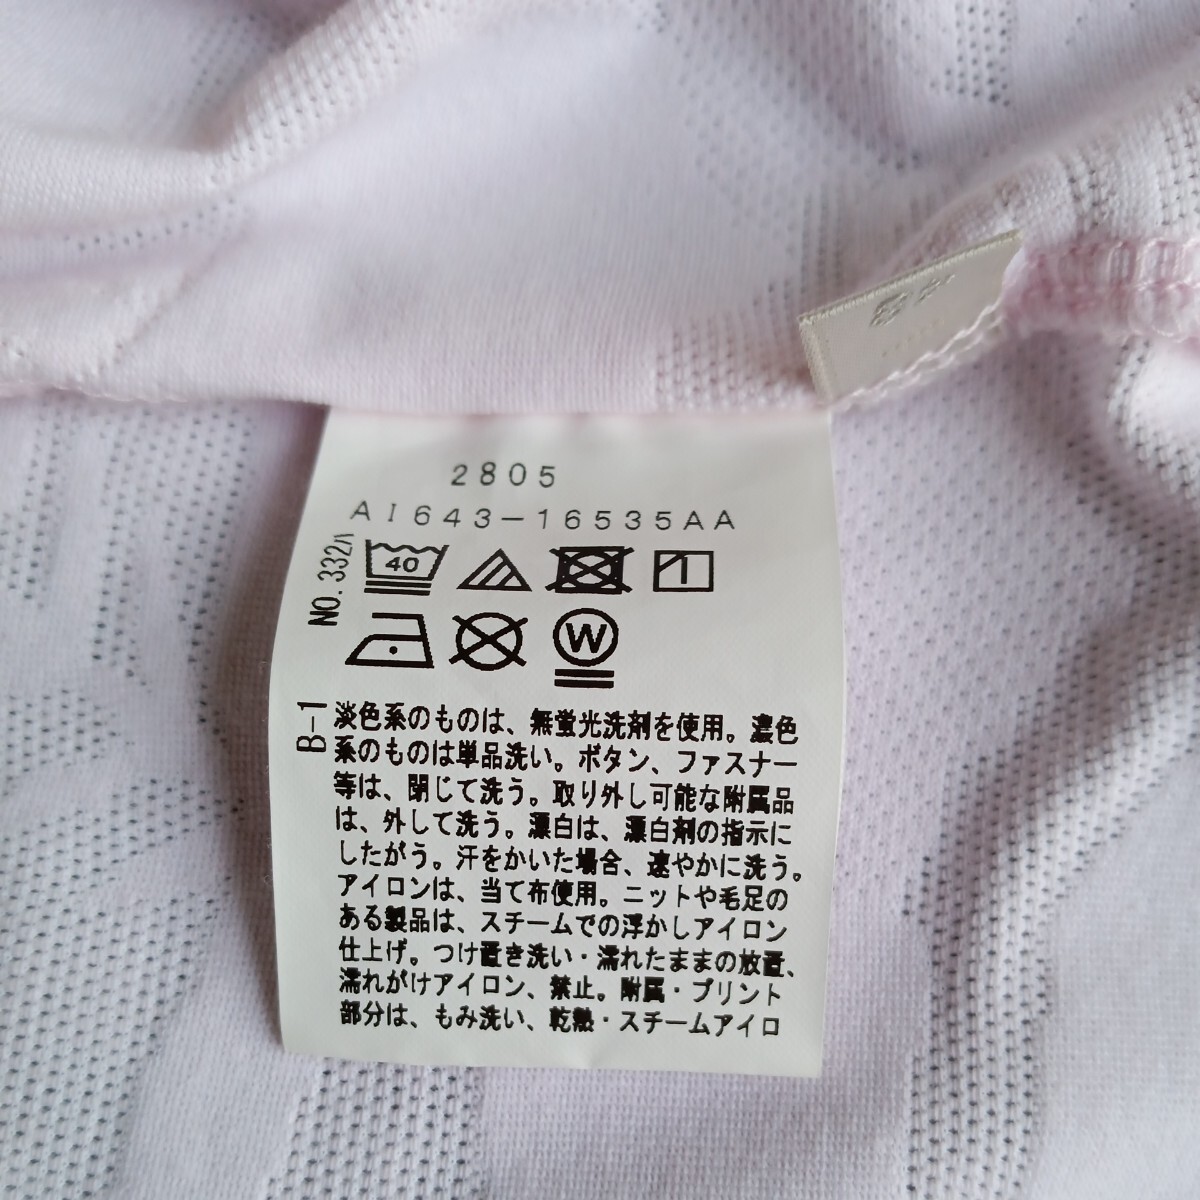 2805
AI643-16535AA
NO.332ハ
40
W
B-1
淡色系のものは、無蛍光洗剤を使用。濃色
系のものは単品洗い。ボタン、ファスナー
等は、閉じて洗う。取り外し可能な附属品
は、外して洗う。漂白は、漂白剤の指示に
したがう。汗をかいた場合、速やかに洗う。
アイロンは、当て布使用。ニットや毛足の
ある製品は、スチームでの浮かしアイロン
仕上げ。つけ置き洗い・濡れたままの放置、
濡れがけアイロン、禁止。附属・プリント
部分は、もみ洗い、乾熱・スチームアイロ